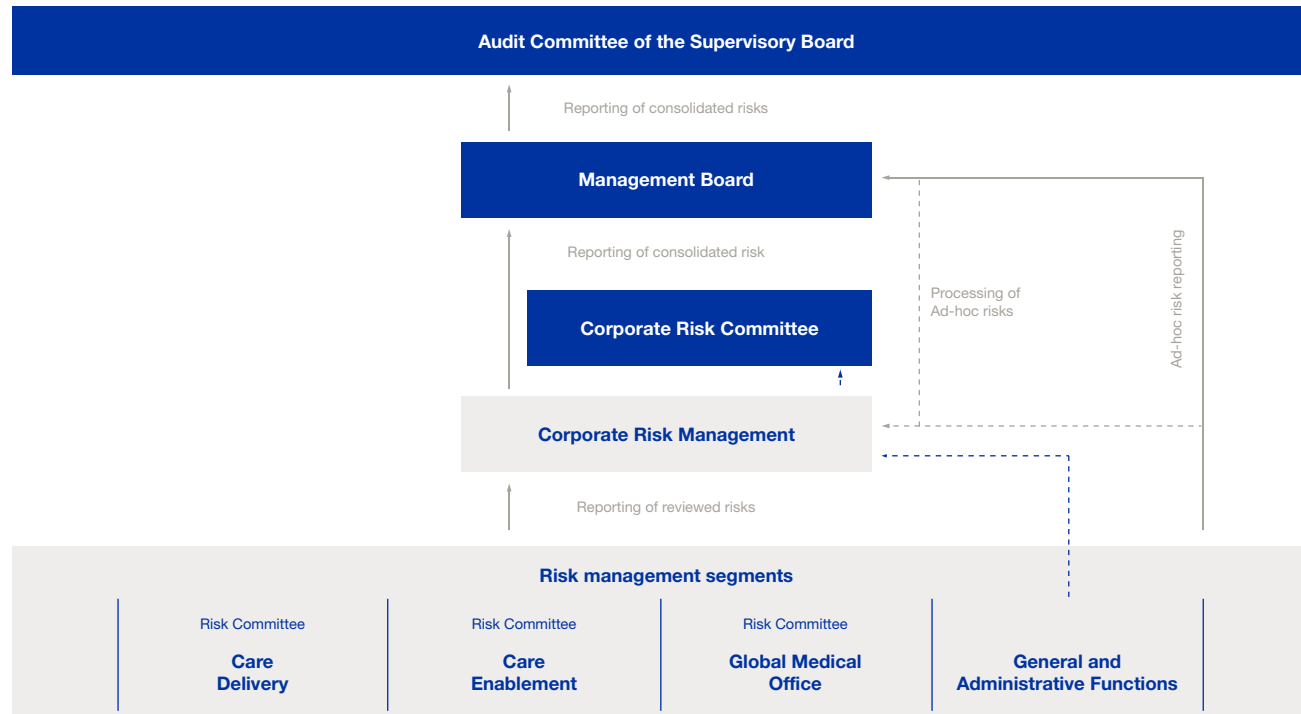 Audit Committee of the Supervisory Board
Reporting of consolidated risks
Management Board
Reporting of consolidated risk
Corporate Risk Committee
Processing of
Ad-hoc risks
Ad-hoc risk reporting
Corporate Risk Management
Reporting of reviewed risks
Risk management segments
Risk Committee
Care
Delivery
Risk Committee
Care
Enablement
Risk Committee
Global Medical
Office
General and
Administrative Functions